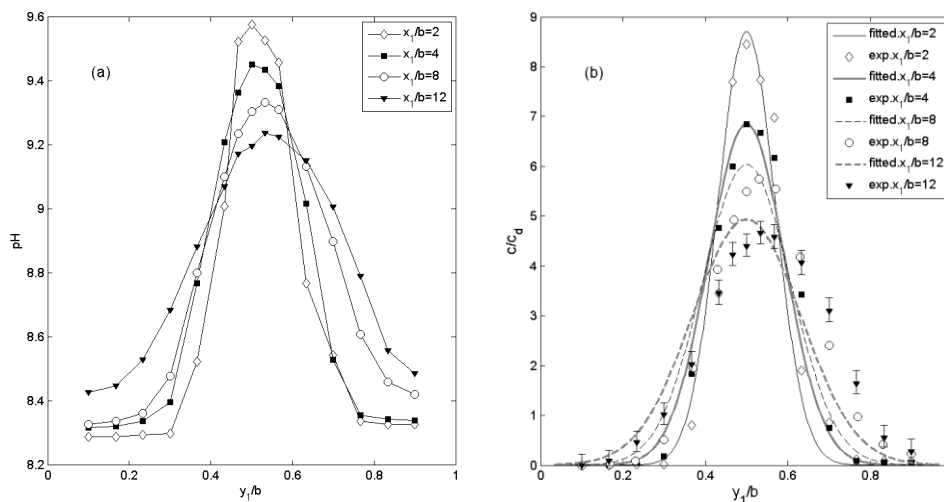 (a)
x1/b=2
x1/b=4
x1/b=8
x1/b=12
9.6
9.4
9.2
9
8.8
8.6
8.4
8.2
pH
0
0.2
0.4
0.6
0.8
1
y1/b
(b)
fitted.x1/b=2
exp.x1/b=2
fitted.x1/b=4
exp.x1/b=4
fitted.x1/b=8
exp.x1/b=8
fitted.x1/b=12
exp.x1/b=12
9
8
7
6
5
4
3
2
1
0
c/cd
0
0.2
0.4
0.6
0.8
1
y1/b